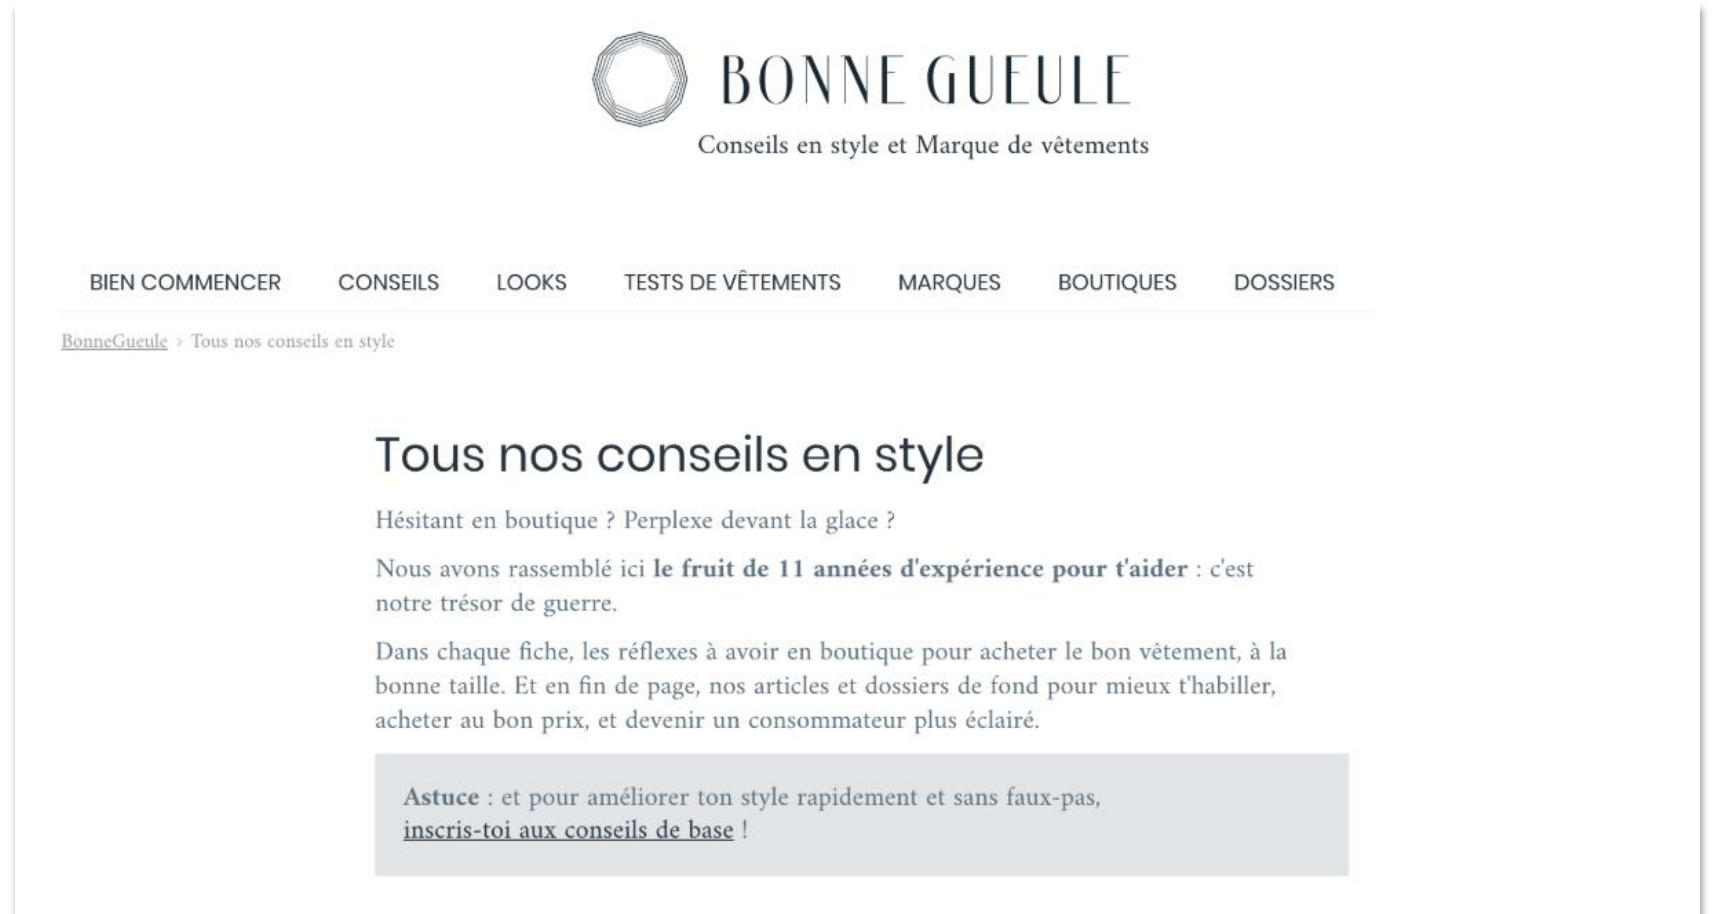 BONNE GUEULE
Conseils en style et Marque de vêtements
BIEN COMMENCER CONSEILS LOOKS TESTS DE VÊTEMENTS MARQUES BOUTIQUES DOSSIERS
BonneGueule > Tous nos conseils en style
Tous nos conseils en style
Hésitant en boutique ? Perplexe devant la glace ?
Nous avons rassemblé ici le fruit de 11 années d'expérience pour t'aider : c'est
notre trésor de guerre.
Dans chaque fiche, les réflexes à avoir en boutique pour acheter le bon vêtement, à la
bonne taille. Et en fin de page, nos articles et dossiers de fond pour mieux t'habiller,
acheter au bon prix, et devenir un consommateur plus éclairé.
Astuce : et pour améliorer ton style rapidement et sans faux-pas,
inscris-toi aux conseils de base !